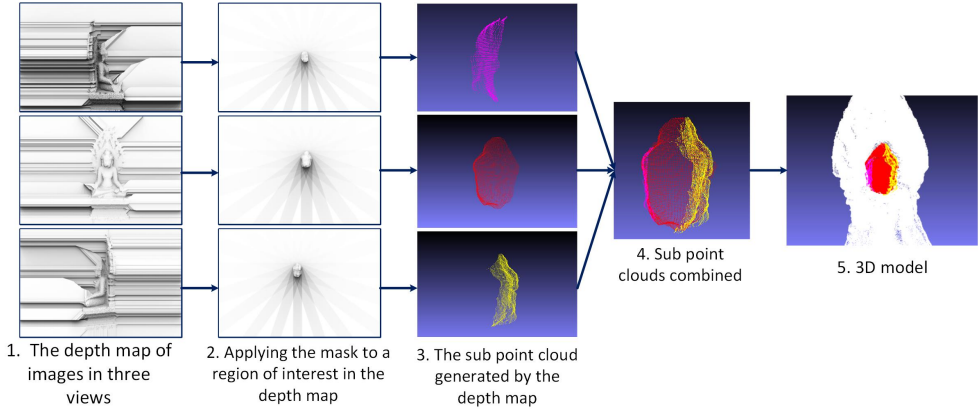 1. The depth map of
images in three
views
2. Applying the mask to a
region of interest in the
depth map
3. The sub point cloud
generated by the
depth map
4. Sub point
clouds combined
5. 3D model